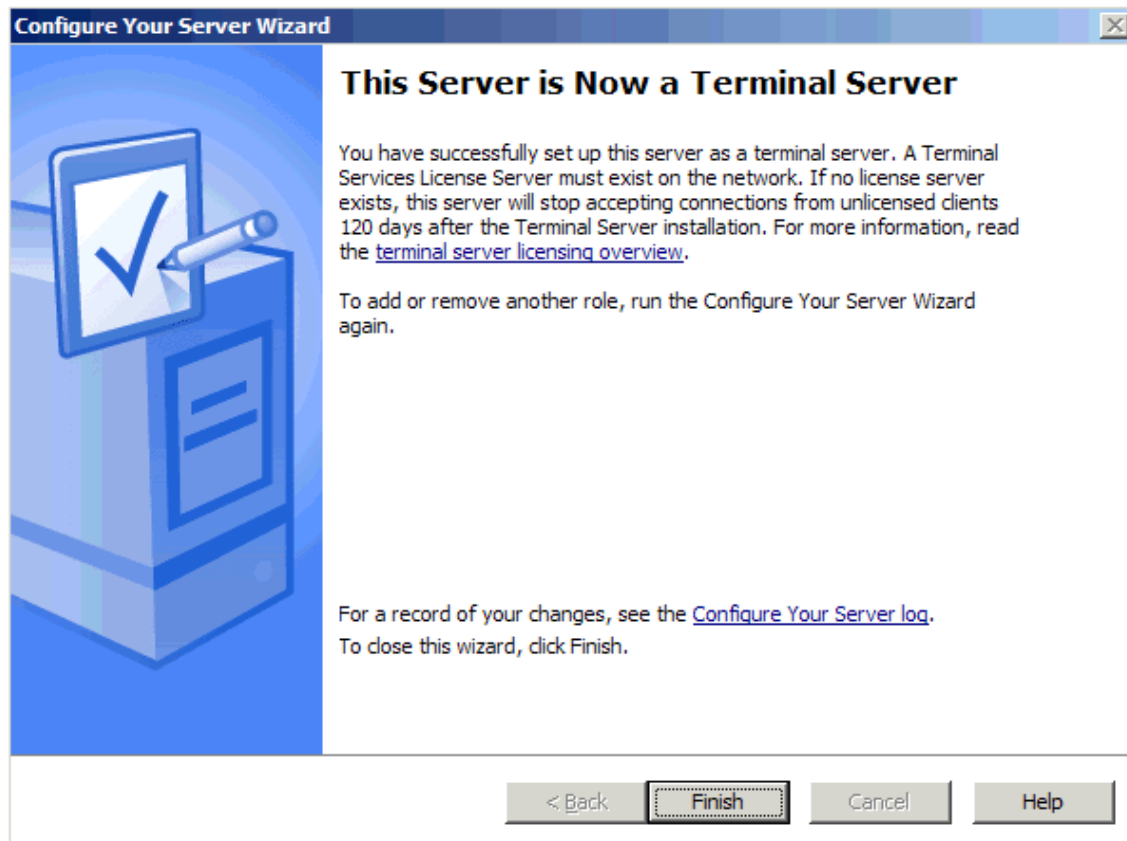 Configure Your Server Wizard
This Server is Now a Terminal Server
You have successfully set up this server as a terminal server. A Terminal
Services License Server must exist on the network. If no license server
exists, this server will stop accepting connections from unlicensed clients
120 days after the Terminal Server installation. For more information, read
the terminal server licensing overview.
To add or remove another role, run the Configure Your Server Wizard
again.
For a record of your changes, see the Configure Your Server log.
To close this wizard, click Finish.
< Back Finish Cancel Help